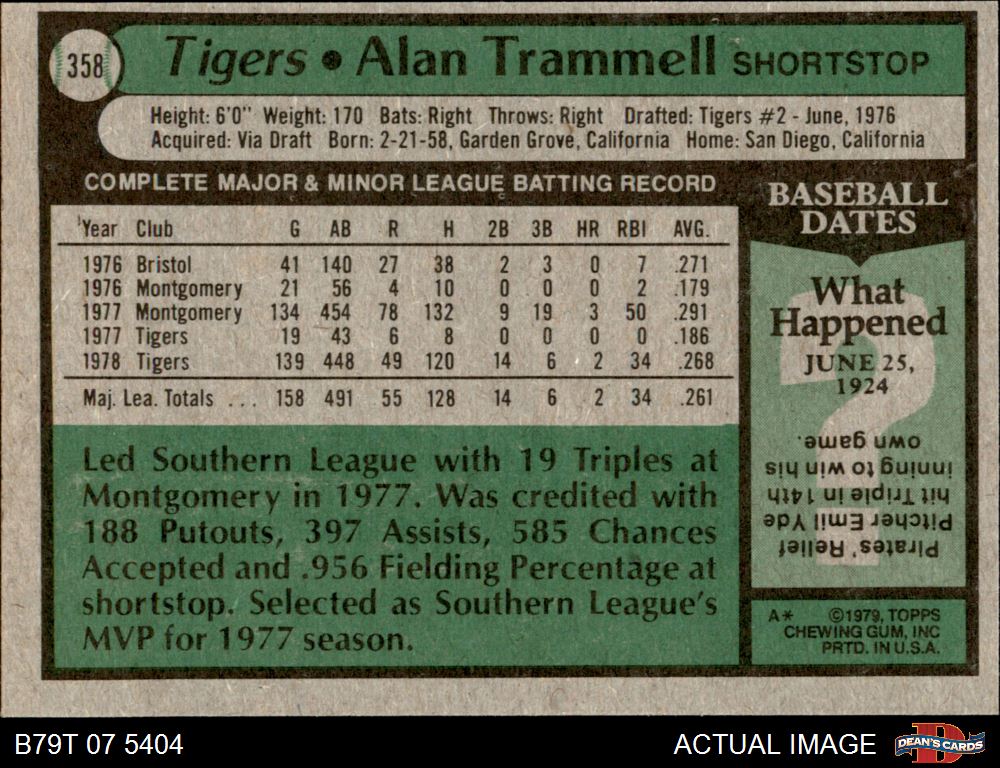 358
Tigers • Alan Trammell SHORTSTOP
Height: 6'0" Weight: 170 Bats: Right Throws: Right Drafted: Tigers #2 - June, 1976
Acquired: Via Draft Born: 2-21-58, Garden Grove, California Home: San Diego, California
COMPLETE MAJOR & MINOR LEAGUE BATTING RECORD
Year Club G AB R H 2B 3B HR RBI AVG.
1976 Bristol 41 140 27 38 2 3 0 7 .271
1976 Montgomery 21 56 4 10 0 0 0 2 .179
1977 Montgomery 134 454 78 132 9 19 3 50 .291
1977 Tigers 19 43 6 8 0 0 0 0 .186
1978 Tigers 139 448 49 120 14 6 2 34 .268
Maj. Lea. Totals ... 158 491 55 128 14 6 2 34 .261
Led Southern League with 19 Triples at
Montgomery in 1977. Was credited with
188 Putouts, 397 Assists, 585 Chances
Accepted and .956 Fielding Percentage at
shortstop. Selected as Southern League's
MVP for 1977 season.
BASEBALL
DATES
What
Happened
JUNE 25,
1924
?
Pirates' Relief
Pitcher Emil Yde
hit Triple in 14th
inning to win his
own game.
A* ©1979, TOPPS
CHEWING GUM, INC
PRTD. IN U.S.A.
B79T 07 5404
ACTUAL IMAGE
D
DEAN'S CARDS